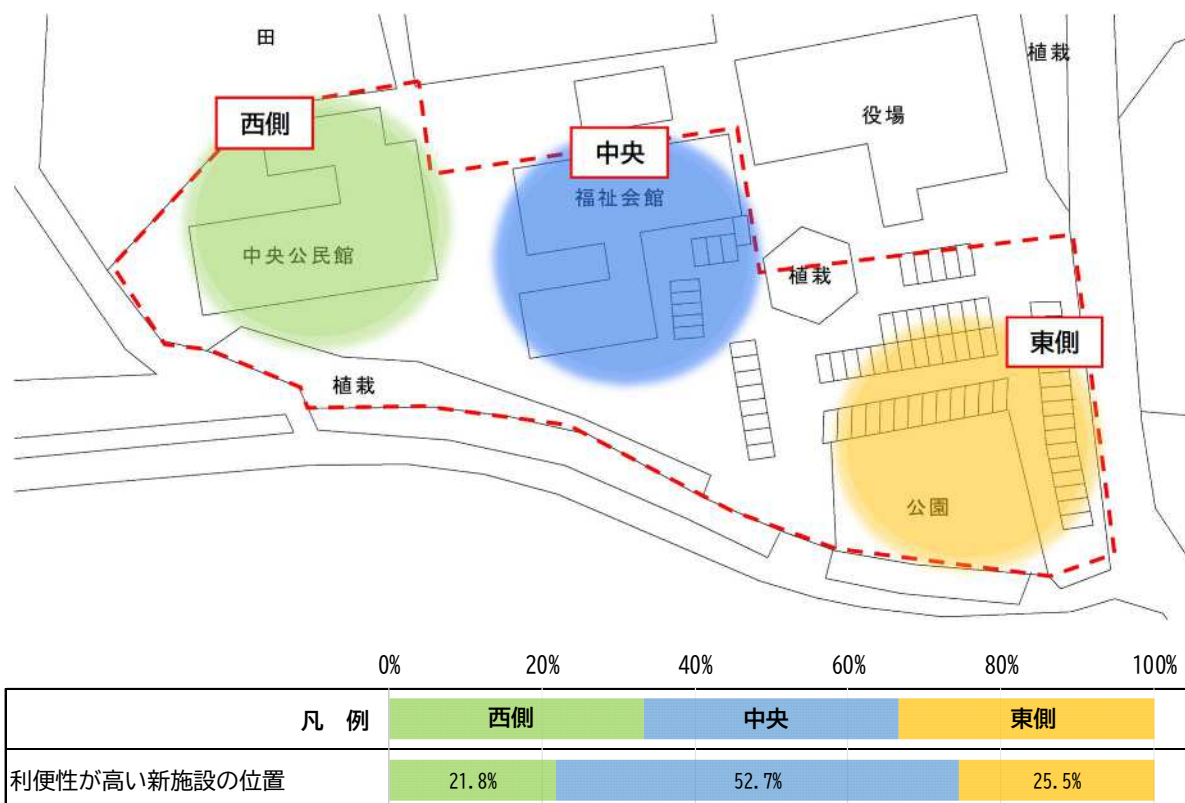 田
植栽
西側
役場
中央
福祉会館
中央公民館
植栽
東側
植栽
公園
0% 20% 40% 60% 80% 100%
凡 例 西側 中央 東側
利便性が高い新施設の位置 21.8% 52.7% 25.5%